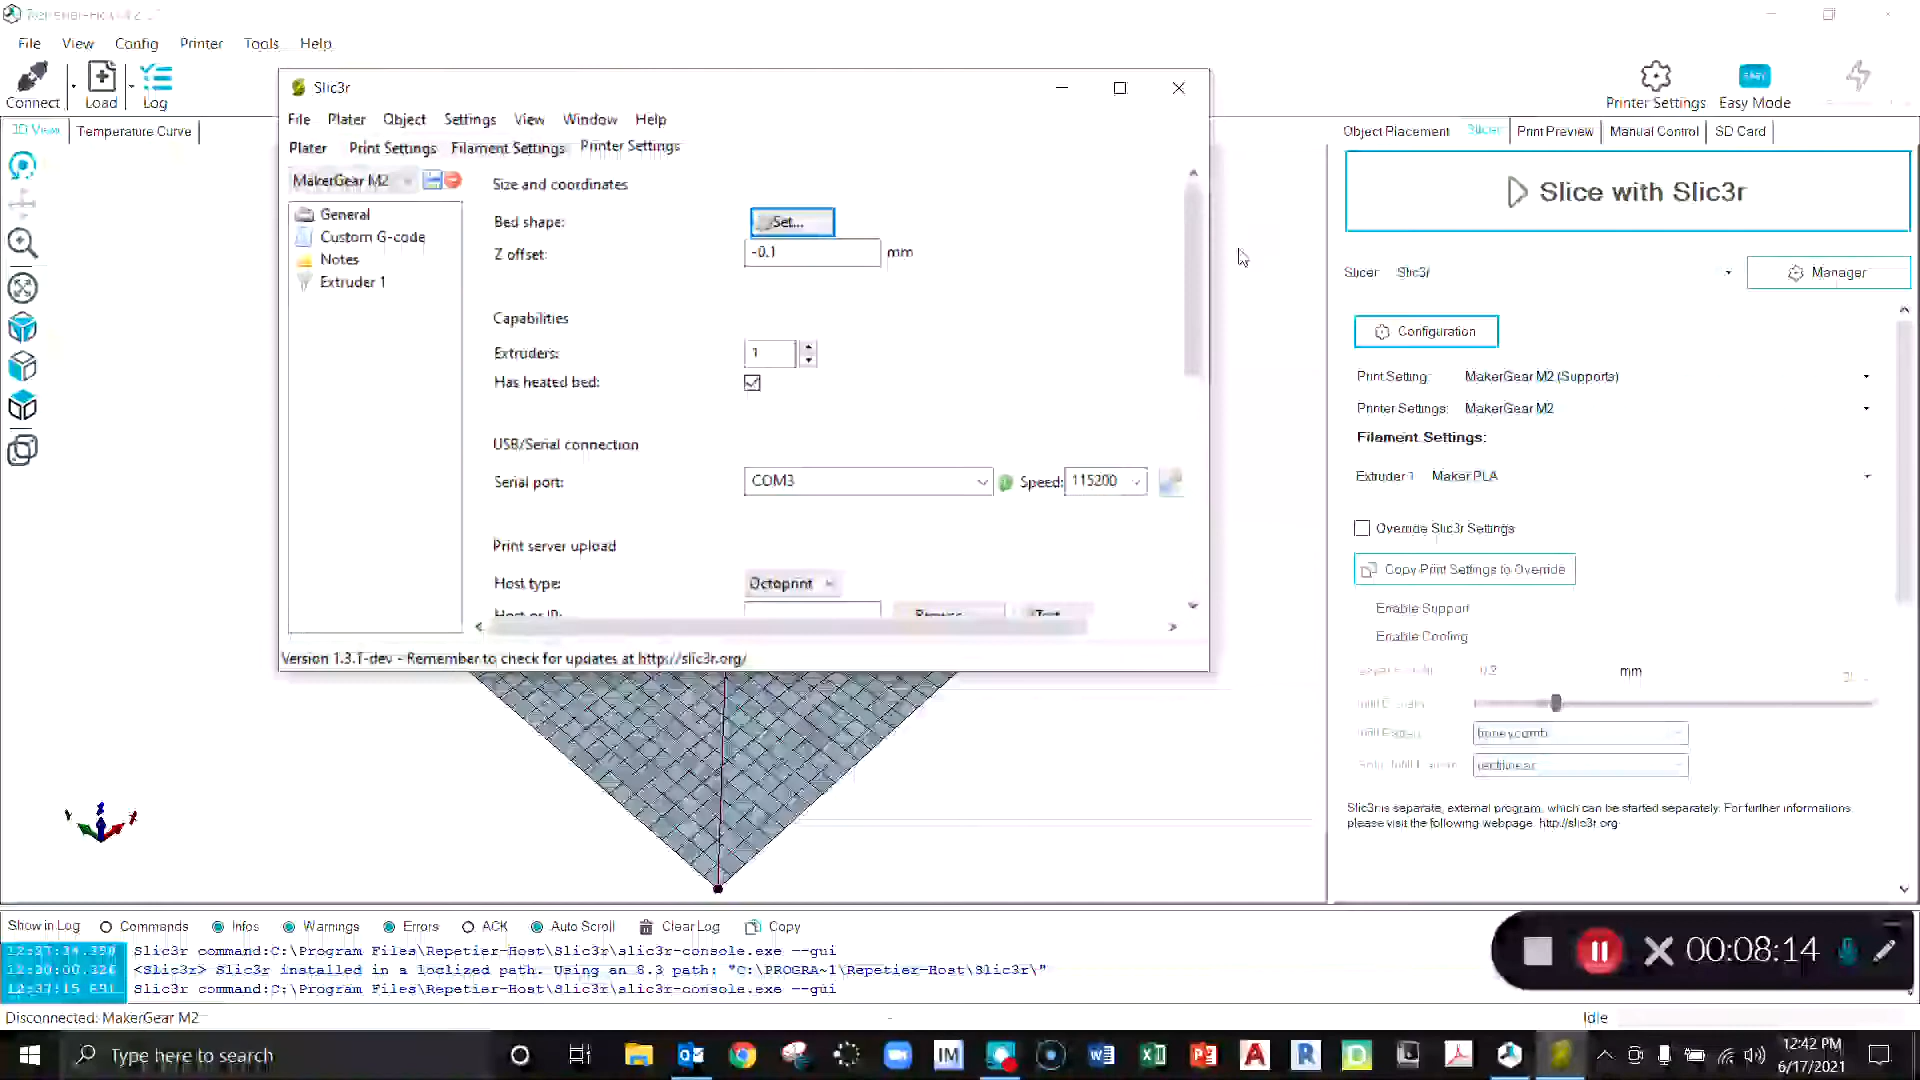 File View Config Printer Tools Help
Connect Load Log
Printer Settings Easy Mode
Temperature Curve
Object Placement Slicer Print Preview Manual Control SD Card
Slic3r
File Plater Object Settings View Window Help
Plater Print Settings Filament Settings Printer Settings
MakerGear M2
General
Custom G-code
Notes
Extruder 1
Size and coordinates
Bed shape: Set...
Z offset: -0.1 mm
Capabilities
Extruders: 1
Has heated bed:
USB/Serial connection
Serial port: COM3 Speed: 115200
Print server upload
Host type: Octoprint
Version 1.3.1-dev - Remember to check for updates at http://slic3r.org/
Slice with Slic3r
Slicer: Slic3r Manager
Configuration
Print Setting: MakerGear M2 (Supports)
Printer Settings: MakerGear M2
Filament Settings:
Extruder 1 Maker PLA
Override Slic3r Settings
Copy Print Settings to Override
Enable Support
Enable Cooling
0.2 mm
honeycomb
rectilinear
Slic3r is separate, external program, which can be started separately. For further informations
please visit the following webpage: http://slic3r.org
Show in Log Commands Infos Warnings Errors ACK Auto Scroll Clear Log Copy
Slic3r command:C:\Program Files\Repetier-Host\Slic3r\slic3r-console.exe --gui
<Slic3r> Slic3r installed in a loclized path. Using an 8.3 path: "C:\PROGRA~1\Repetier-Host\Slic3r\"
Slic3r command:C:\Program Files\Repetier-Host\Slic3r\slic3r-console.exe --gui
00:08:14
Disconnected: MakerGear M2 - Idle
Type here to search
12:42 PM
6/17/2021